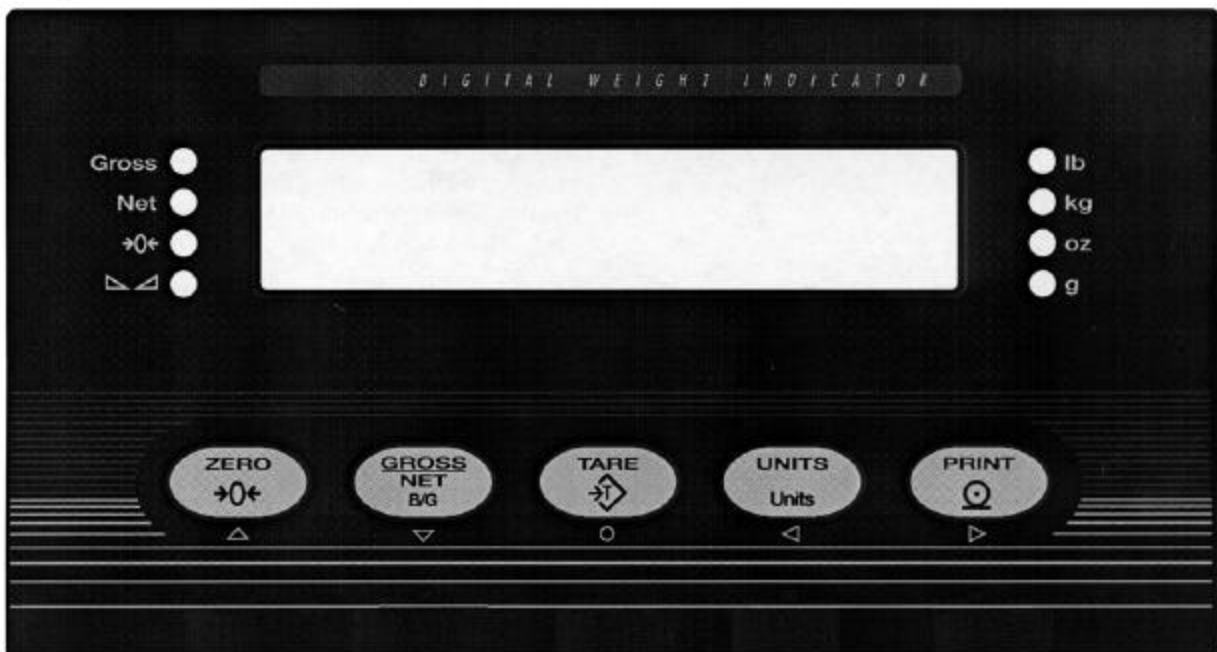 DIGITAL WEIGHT INDICATOR
Gross
Net
→0←
lb
kg
oz
g
ZERO
→0←
GROSS
NET
B/G
TARE
T
UNITS
Units
PRINT